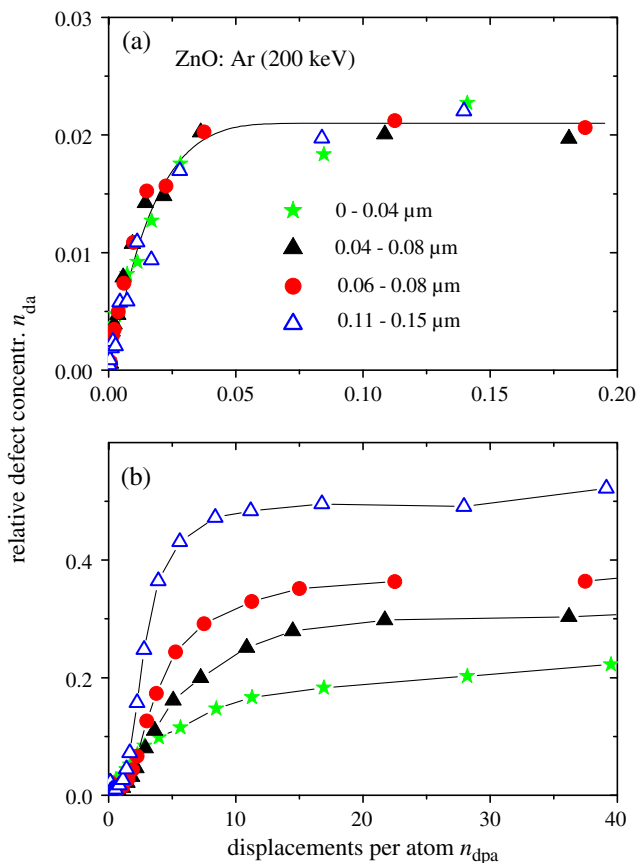 0.03
(a)
ZnO: Ar (200 keV)
0.02
0 - 0.04 µm
0.04 - 0.08 µm
0.01
0.06 - 0.08 µm
0.11 - 0.15 µm
0.00
0.00 0.05 0.10 0.15 0.20
relative defect concentr. n_da
(b)
0.4
0.2
0.0
0 10 20 30 40
displacements per atom n_dpa